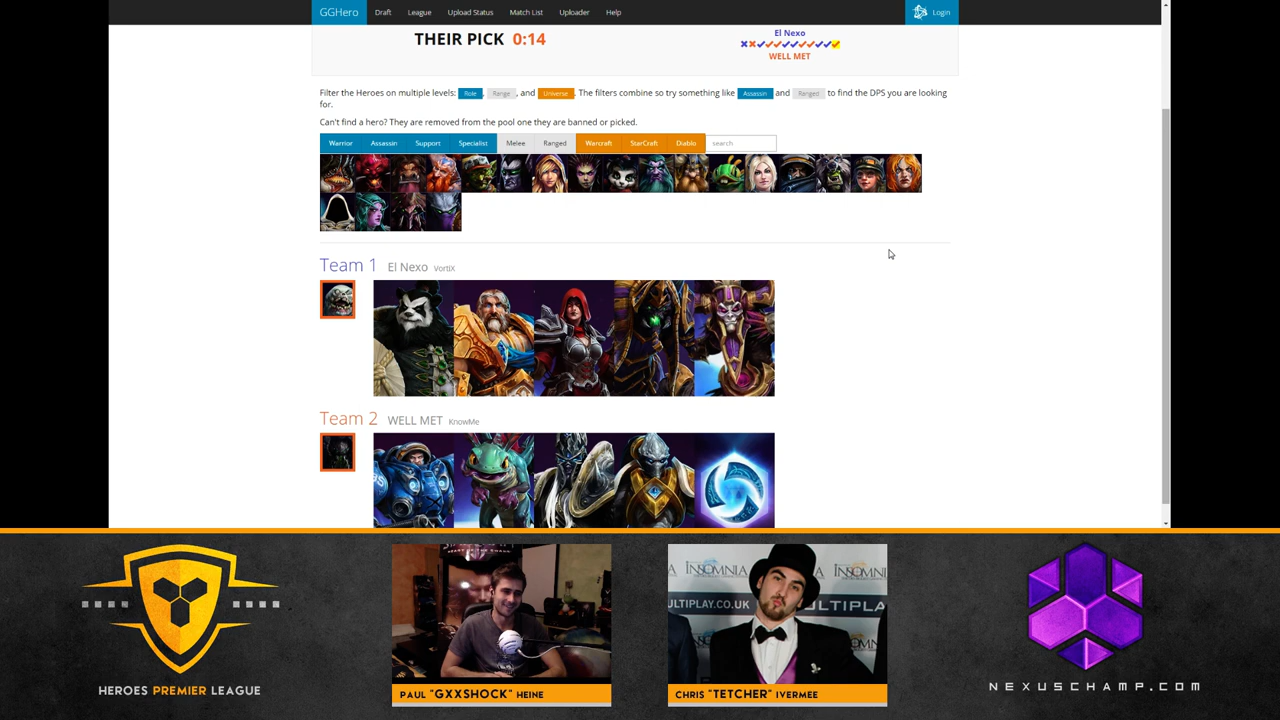 GGHero Draft League Upload Status Match List Uploader Help Login
THEIR PICK 0:14
El Nexo
WELL MET
Filter the Heroes on multiple levels: Role, Range, and Universe. The filters combine so try something like Assassin and Ranged to find the DPS you are looking
for.
Can't find a hero? They are removed from the pool one they are banned or picked.
Warrior Assassin Support Specialist Melee Ranged Warcraft StarCraft Diablo search
Team 1 El Nexo VortiX
Team 2 WELL MET KnowMe
HEROES PREMIER LEAGUE
PAUL "GXXSHOCK" HEINE
INSOMNIA
INSOMNIA
MULTIPLAY.CO.UK
MULTIPLA
CHRIS "TETCHER" IVERMEE
NEXUSCHAMP.COM